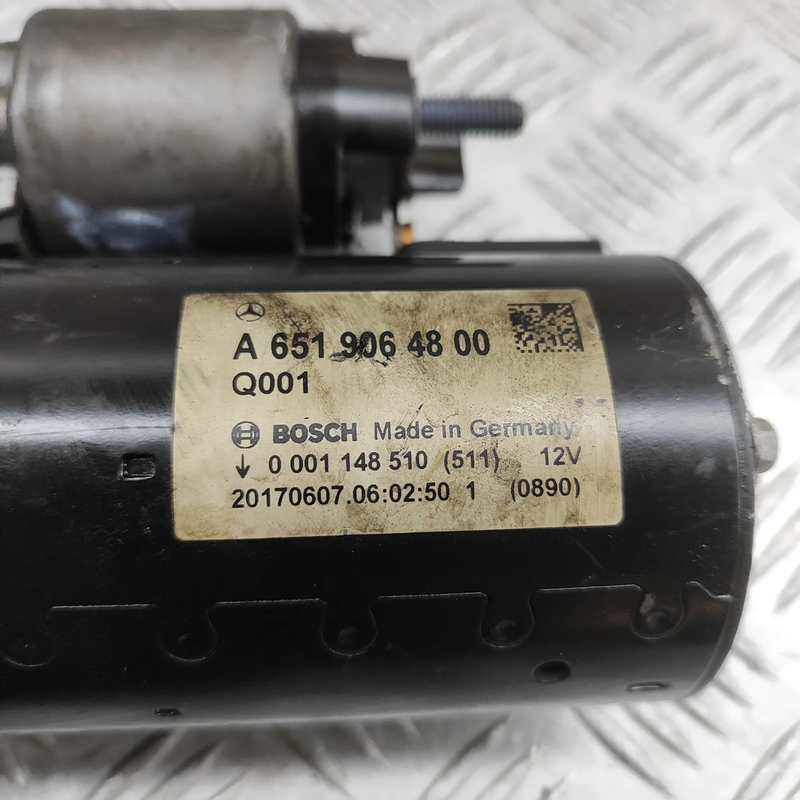 A 651 906 48 00
Q001
BOSCH Made in Germany
↓ 0 001 148 510 (511) 12V
20170607.06:02:50 1 (0890)